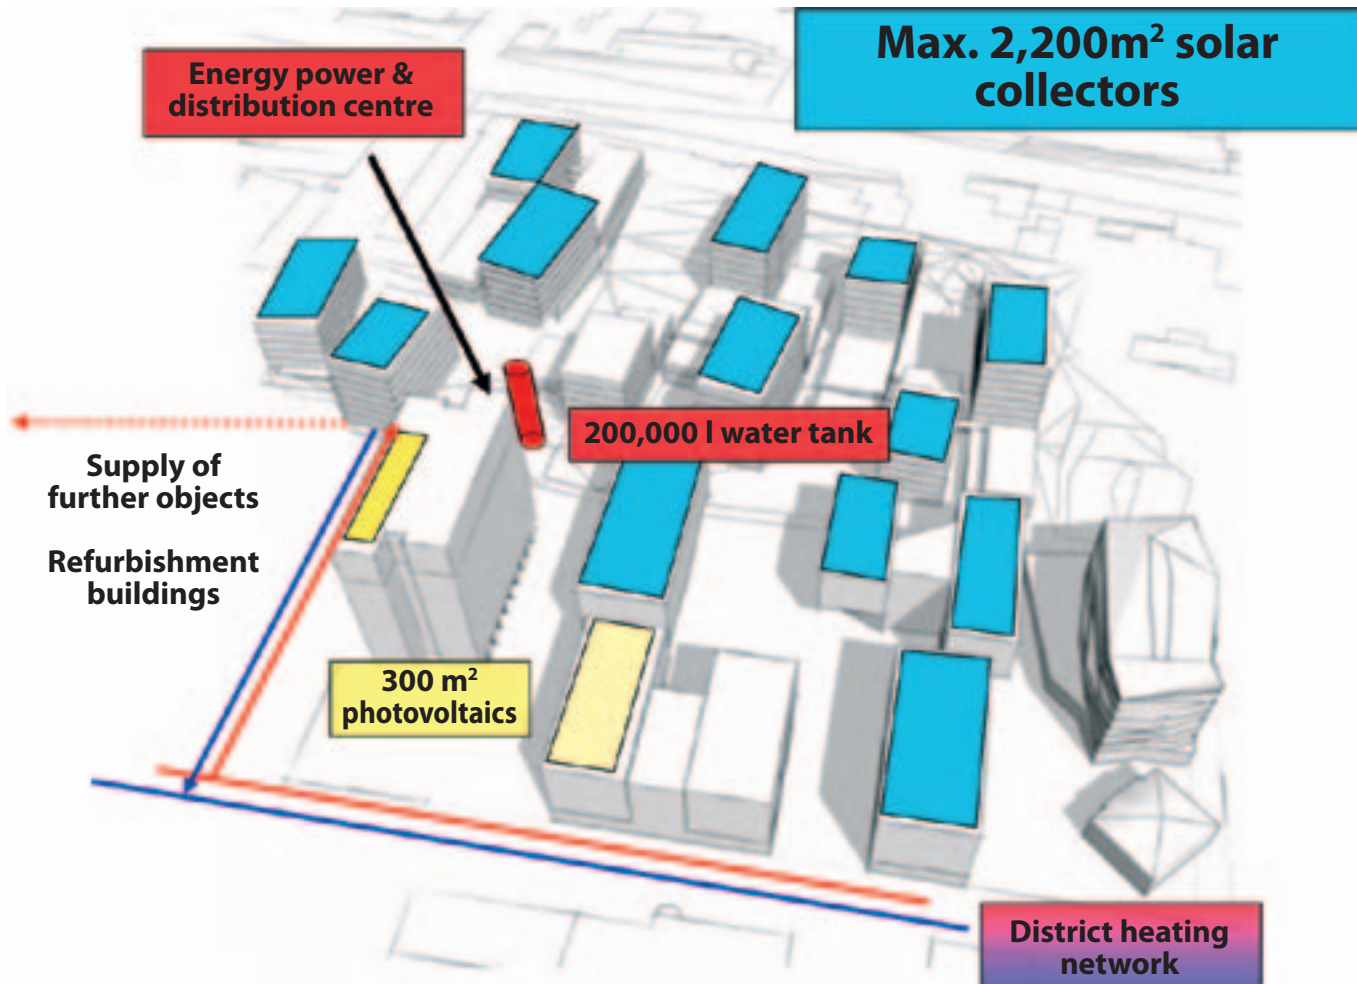 Energy power &
distribution centre
Max. 2,200m² solar
collectors
200,000 l water tank
Supply of
further objects
Refurbishment
buildings
300 m²
photovoltaics
District heating
network